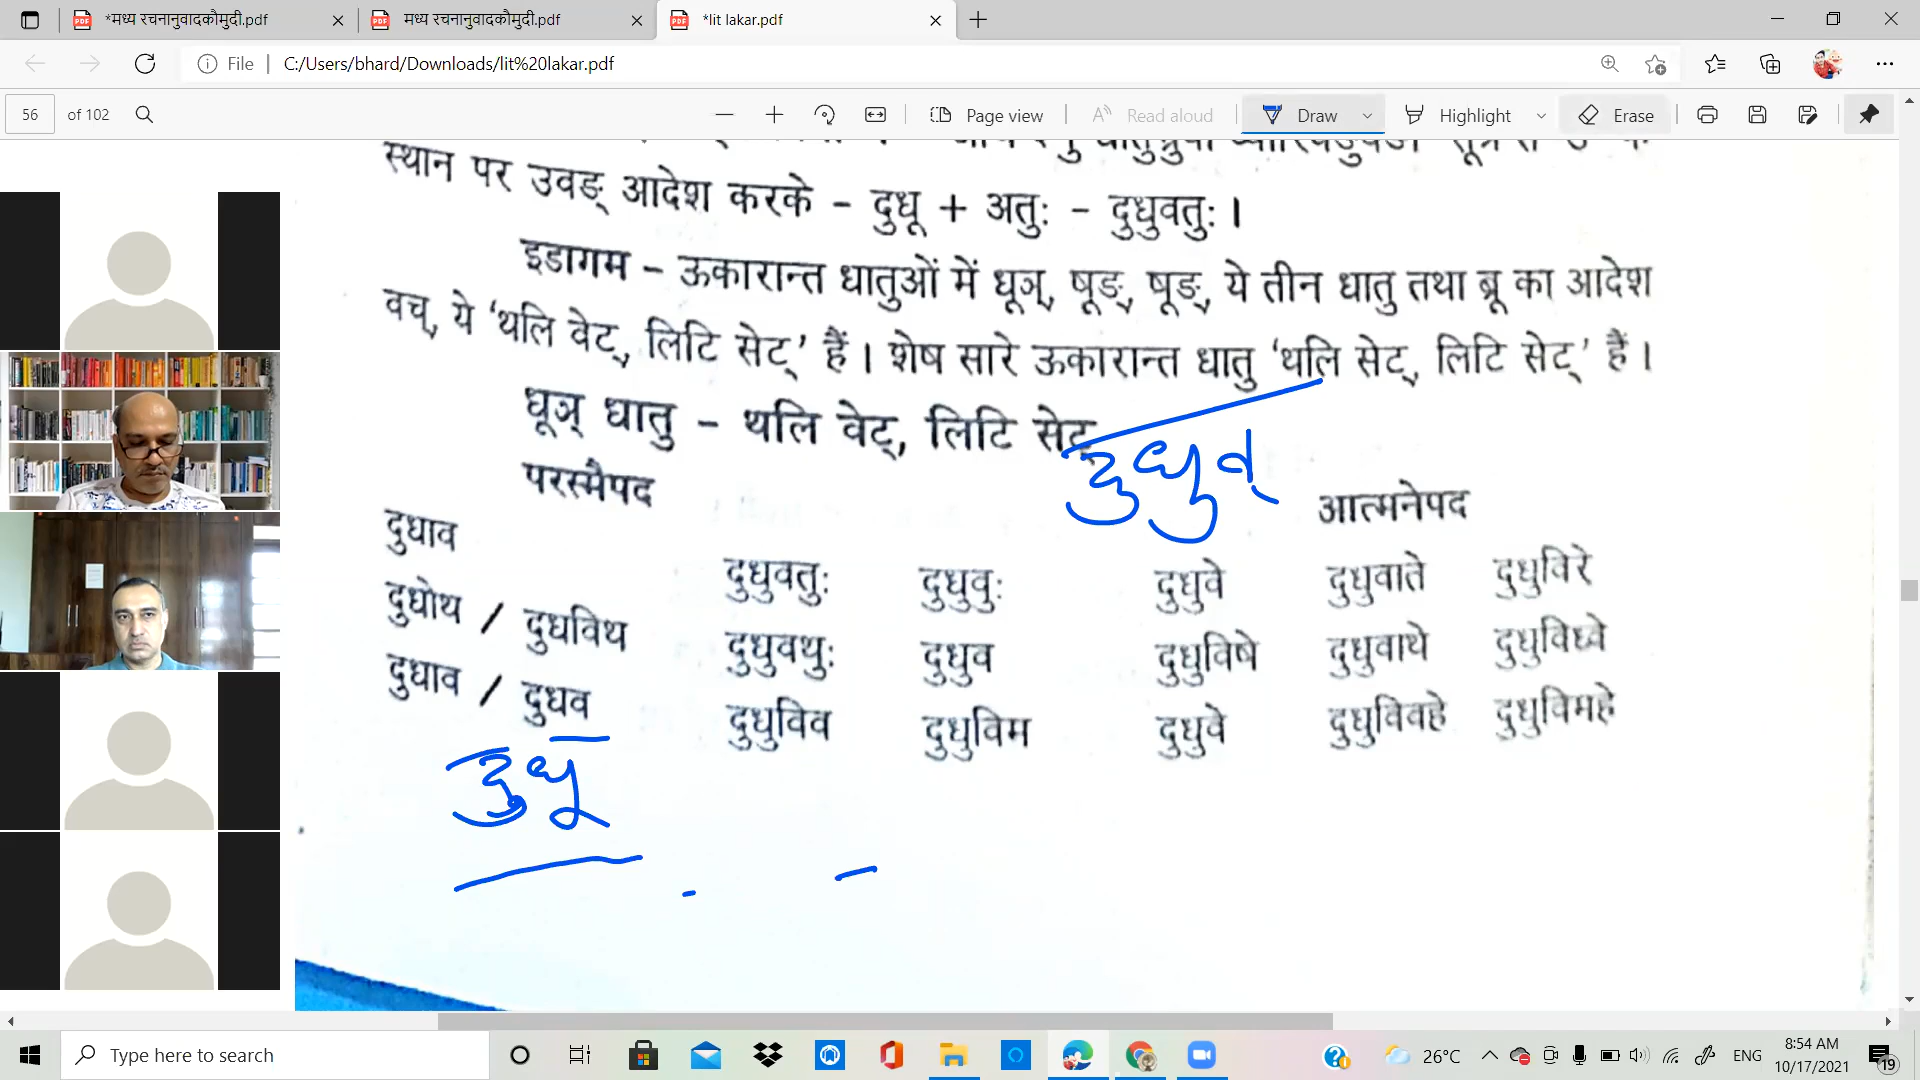 *मध्य रचनानुवादकौमुदी.pdf
मध्य रचनानुवादकौमुदी.pdf
*lit lakar.pdf
File
C:/Users/bhard/Downloads/lit%20lakar.pdf
56 of 102
Page view
Read aloud
Draw
Highlight
Erase
स्थान पर उवङ् आदेश करके - दुधू + अतुः - दुधुवतुः ।
इडागम - ऊकारान्त धातुओं में धूञ्, षूङ्, षूङ्, ये तीन धातु तथा ब्रू का आदेश
वच्, ये 'थलि वेट्, लिटि सेट्' हैं । शेष सारे ऊकारान्त धातु 'थलि सेट्, लिटि सेट्' हैं ।
धूञ् धातु - थलि वेट्, लिटि सेट्
दुधुव्
परस्मैपद
आत्मनेपद
दुधाव दुधुवतुः दुधुवुः दुधुवे दुधुवाते दुधुविरे
दुधोथ / दुधविथ दुधुवथुः दुधुव दुधुविषे दुधुवाथे दुधुविध्वे
दुधाव / दुधव दुधुविव दुधुविम दुधुवे दुधुविवहे दुधुविमहे
दुधू
Type here to search
26°C
ENG
8:54 AM
10/17/2021
19